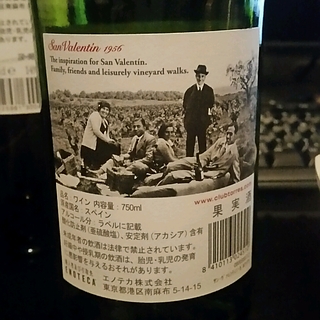 San Valentin 1956
The inspiration for San Valentin.
Family, friends and leisurely vineyard walks.
www.clubtorres.
品名：ワイン 内容量：750ml
原産国名：スペイン
アルコール分：ラベルに記載
酸化防止剤（亜硫酸塩）、安定剤（アカシア）含有
未成年者の飲酒は法律で禁止されています。
妊娠中や授乳期の飲酒は、胎児・乳児の発育
に悪影響を与えるおそれがあります。
果実酒
ENOTECA
エノテカ株式会社
東京都港区南麻布5-14-15